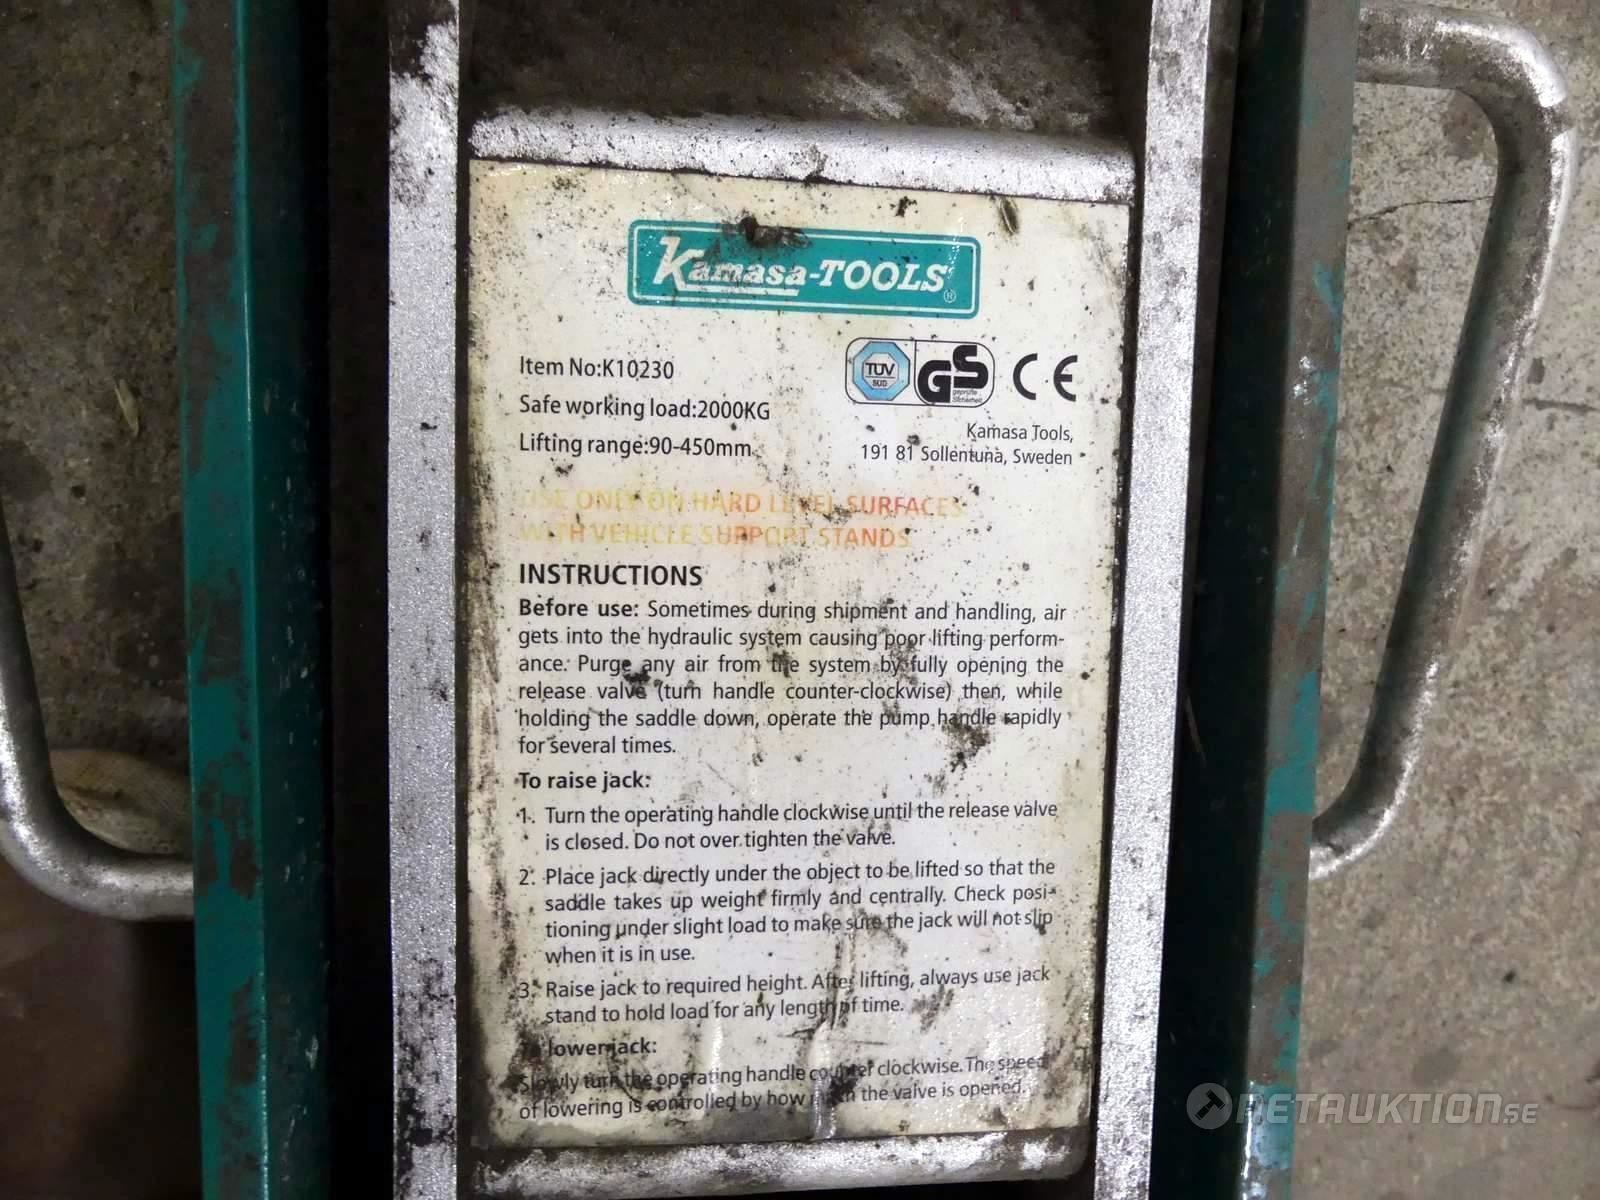 Kamasa-TOOLS®
Item No:K10230
Safe working load:2000KG
Lifting range:90-450mm
TÜV
SÜD
GS
geprüfte
Sicherheit
CE
Kamasa Tools,
191 81 Sollentuna, Sweden
USE ONLY ON HARD LEVEL SURFACES
WITH VEHICLE SUPPORT STANDS
INSTRUCTIONS
Before use: Sometimes during shipment and handling, air
gets into the hydraulic system causing poor lifting perform-
ance. Purge any air from the system by fully opening the
release valve (turn handle counter-clockwise) then, while
holding the saddle down, operate the pump handle rapidly
for several times.
To raise jack:
1. Turn the operating handle clockwise until the release valve
is closed. Do not over tighten the valve.
2. Place jack directly under the object to be lifted so that the
saddle takes up weight firmly and centrally. Check posi-
tioning under slight load to make sure the jack will not slip
when it is in use.
3. Raise jack to required height. After lifting, always use jack
stand to hold load for any length of time.
To lower jack:
Slowly turn the operating handle counter clockwise. The speed
of lowering is controlled by how much the valve is opened.
RETAUKTION.SE